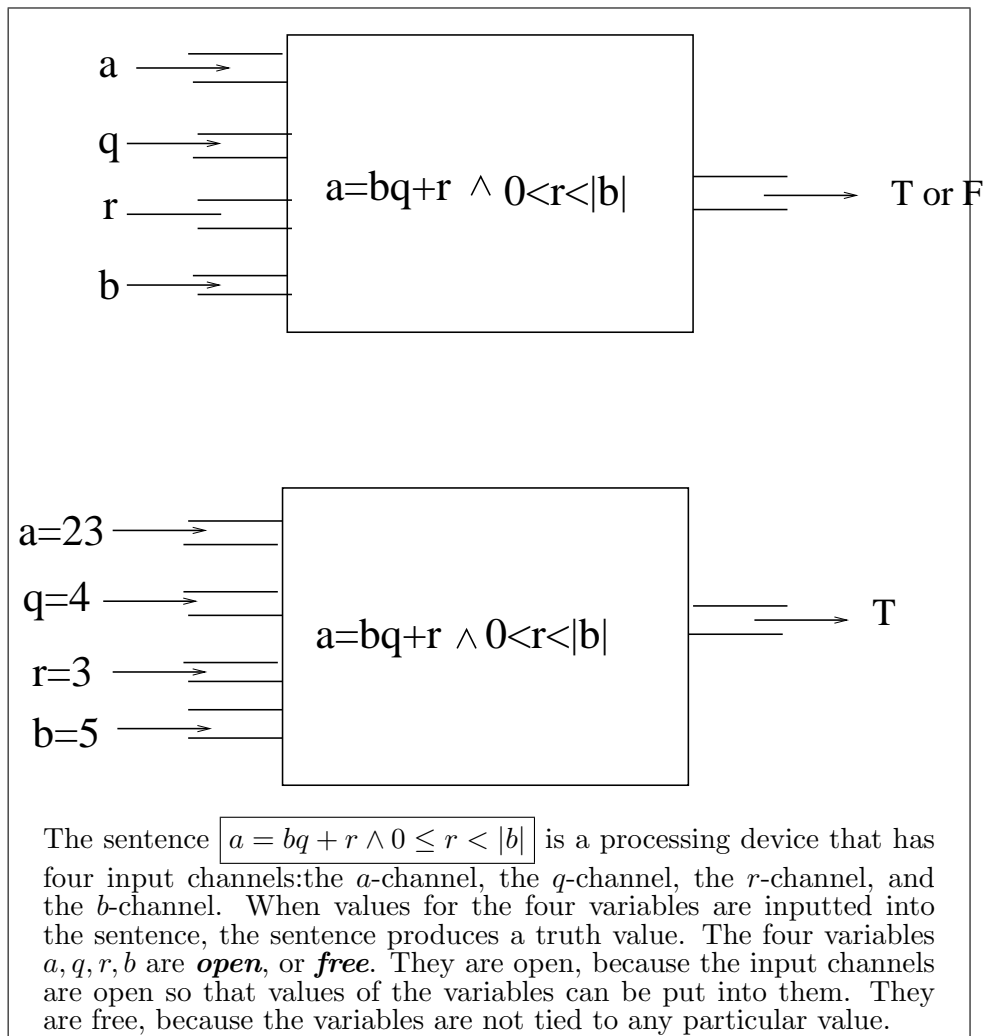 a
q
r
b
a=bq+r ∧ 0<r<|b|
T or F
a=23
q=4
r=3
b=5
a=bq+r ∧ 0<r<|b|
T
The sentence a = bq + r ∧ 0 ≤ r < |b| is a processing device that has
four input channels:the a-channel, the q-channel, the r-channel, and
the b-channel. When values for the four variables are inputted into
the sentence, the sentence produces a truth value. The four variables
a, q, r, b are open, or free. They are open, because the input channels
are open so that values of the variables can be put into them. They
are free, because the variables are not tied to any particular value.